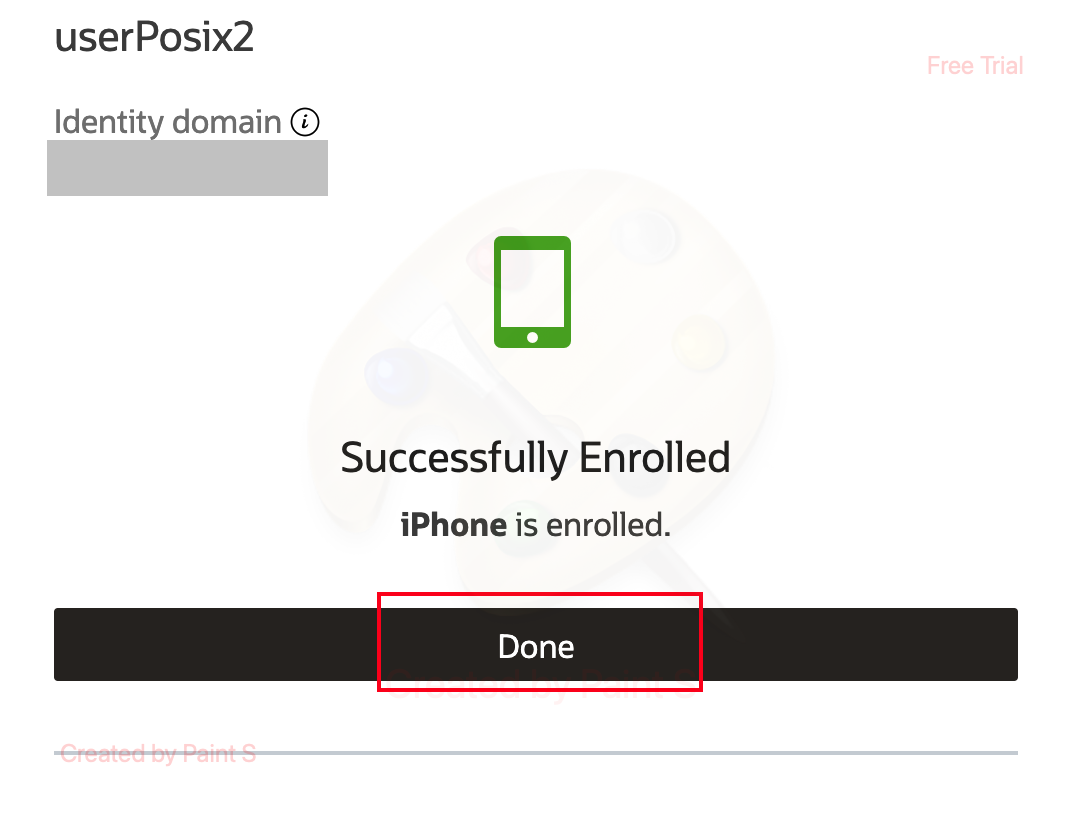 userPosix2
Free Trial
Identity domain i
Successfully Enrolled
iPhone is enrolled.
Done
Created by Paint S
Created by Paint S